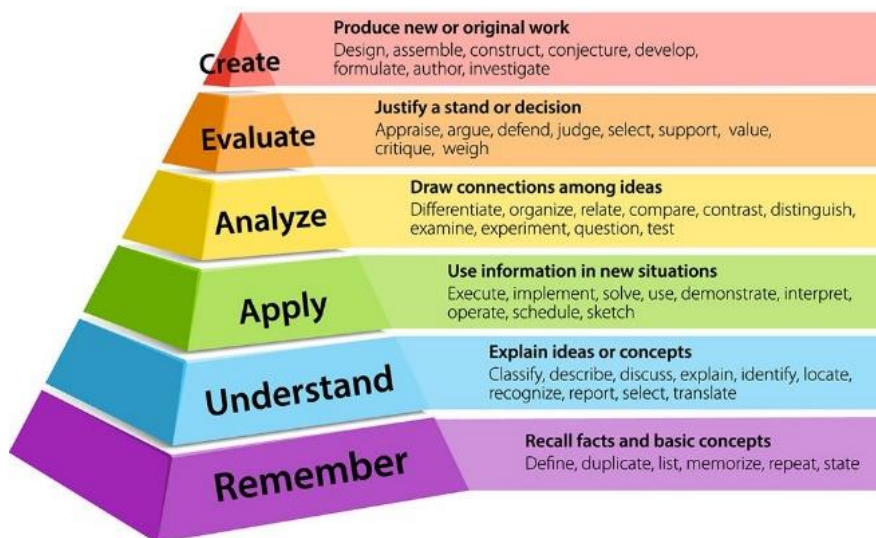 Create
Produce new or original work
Design, assemble, construct, conjecture, develop,
formulate, author, investigate
Evaluate
Justify a stand or decision
Appraise, argue, defend, judge, select, support, value,
critique, weigh
Analyze
Draw connections among ideas
Differentiate, organize, relate, compare, contrast, distinguish,
examine, experiment, question, test
Apply
Use information in new situations
Execute, implement, solve, use, demonstrate, interpret,
operate, schedule, sketch
Understand
Explain ideas or concepts
Classify, describe, discuss, explain, identify, locate,
recognize, report, select, translate
Remember
Recall facts and basic concepts
Define, duplicate, list, memorize, repeat, state